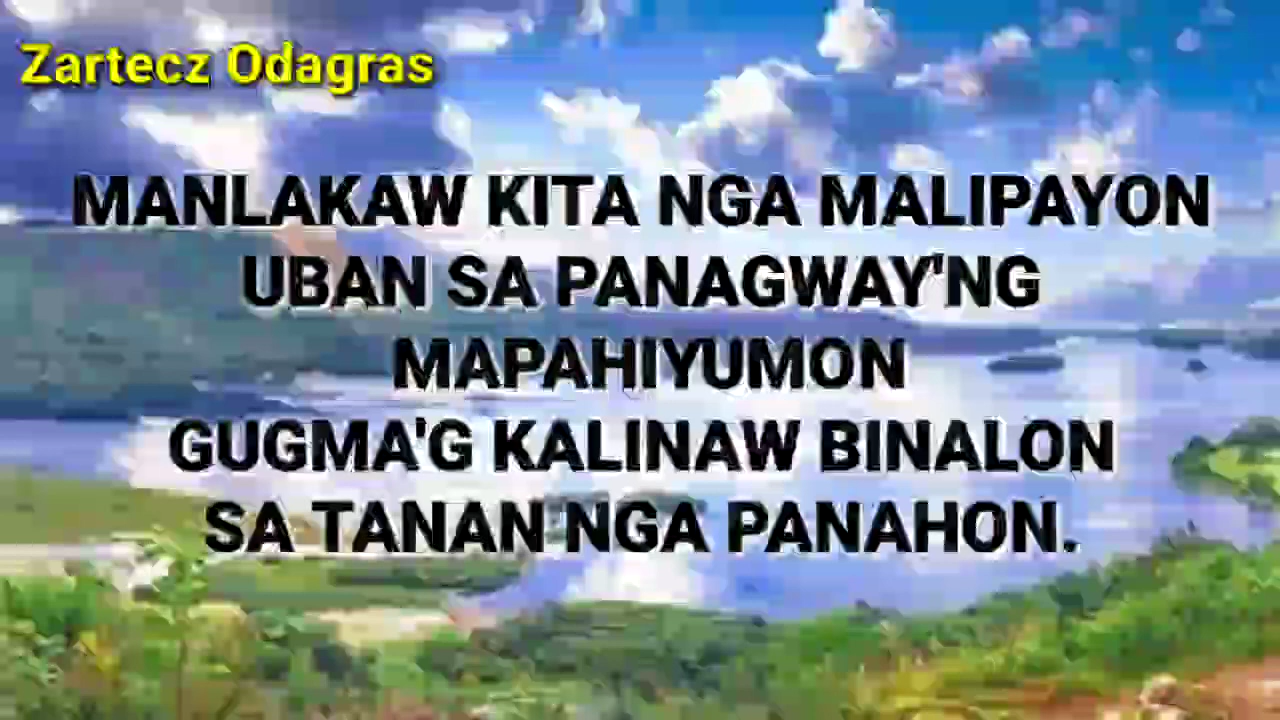 Zartecz Odagras
MANLAKAW KITA NGA MALIPAYON
UBAN SA PANAGWAY'NG
MAPAHIYUMON
GUGMA'G KALINAW BINALON
SA TANAN NGA PANAHON.